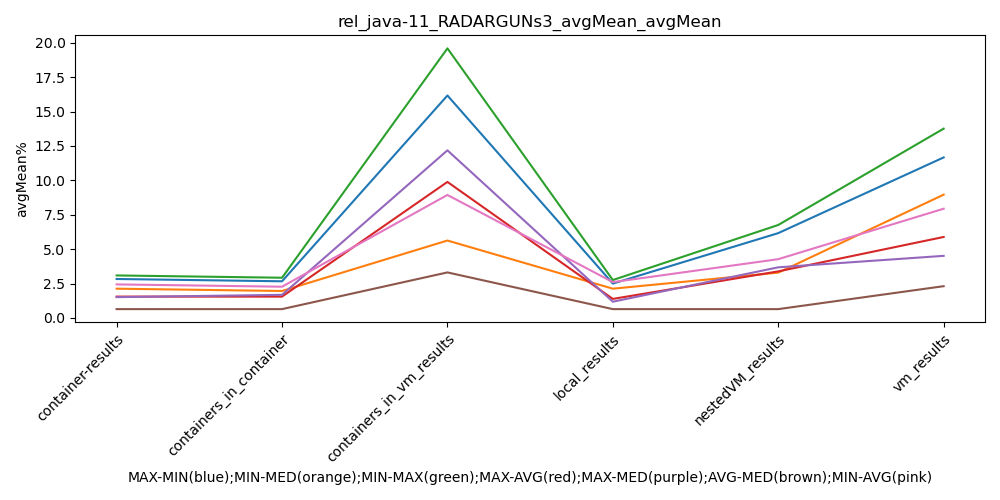 rel_java-11_RADARGUNs3_avgMean_avgMean
20.0
17.5
15.0
12.5
10.0
7.5
5.0
2.5
0.0
avgMean%
container-results
containers_in_container
containers_in_vm_results
local_results
nestedVM_results
vm_results
MAX-MIN(blue);MIN-MED(orange);MIN-MAX(green);MAX-AVG(red);MAX-MED(purple);AVG-MED(brown);MIN-AVG(pink)